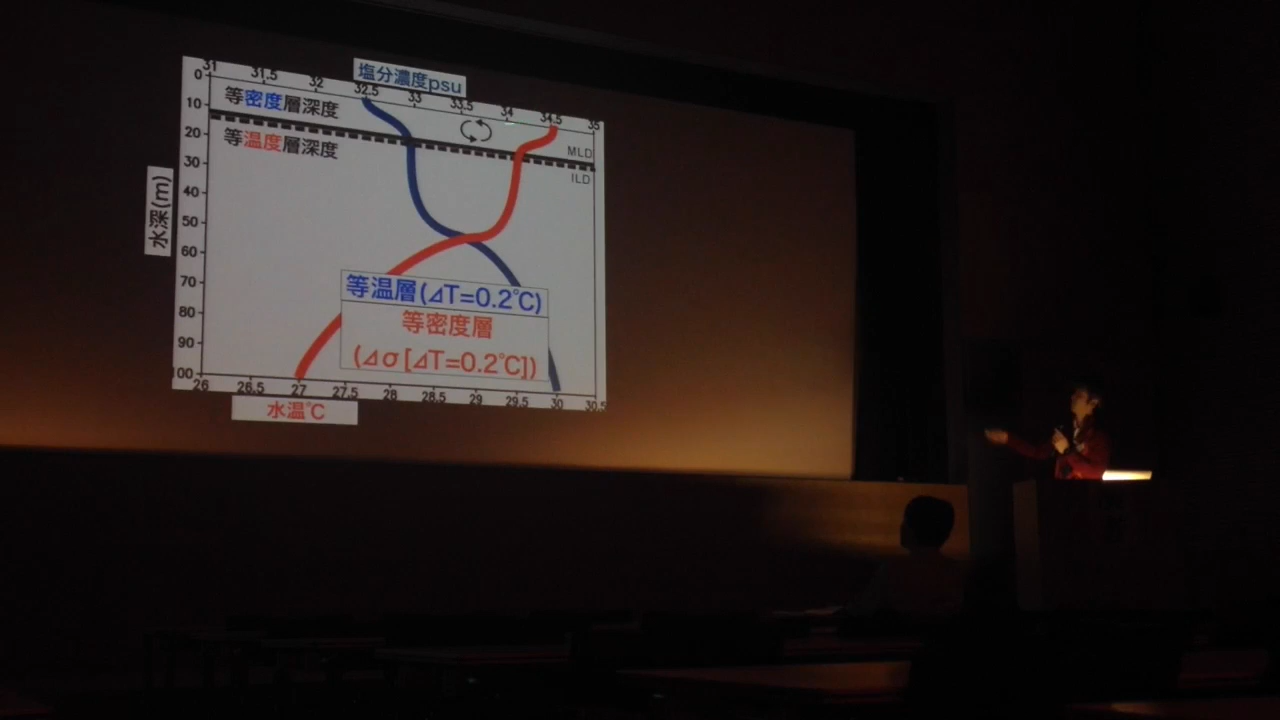 塩分濃度psu
31 31.5 32 32.5 33 33.5 34 34.5 35
等密度層深度
等温度層深度
MLD
ILD
水深(m)
0
10
20
30
40
50
60
70
80
90
00
等温層(⊿T=0.2℃)
等密度層
(⊿σ[⊿T=0.2℃])
26 26.5 27 27.5 28 28.5 29 29.5 30 30.5
水温℃